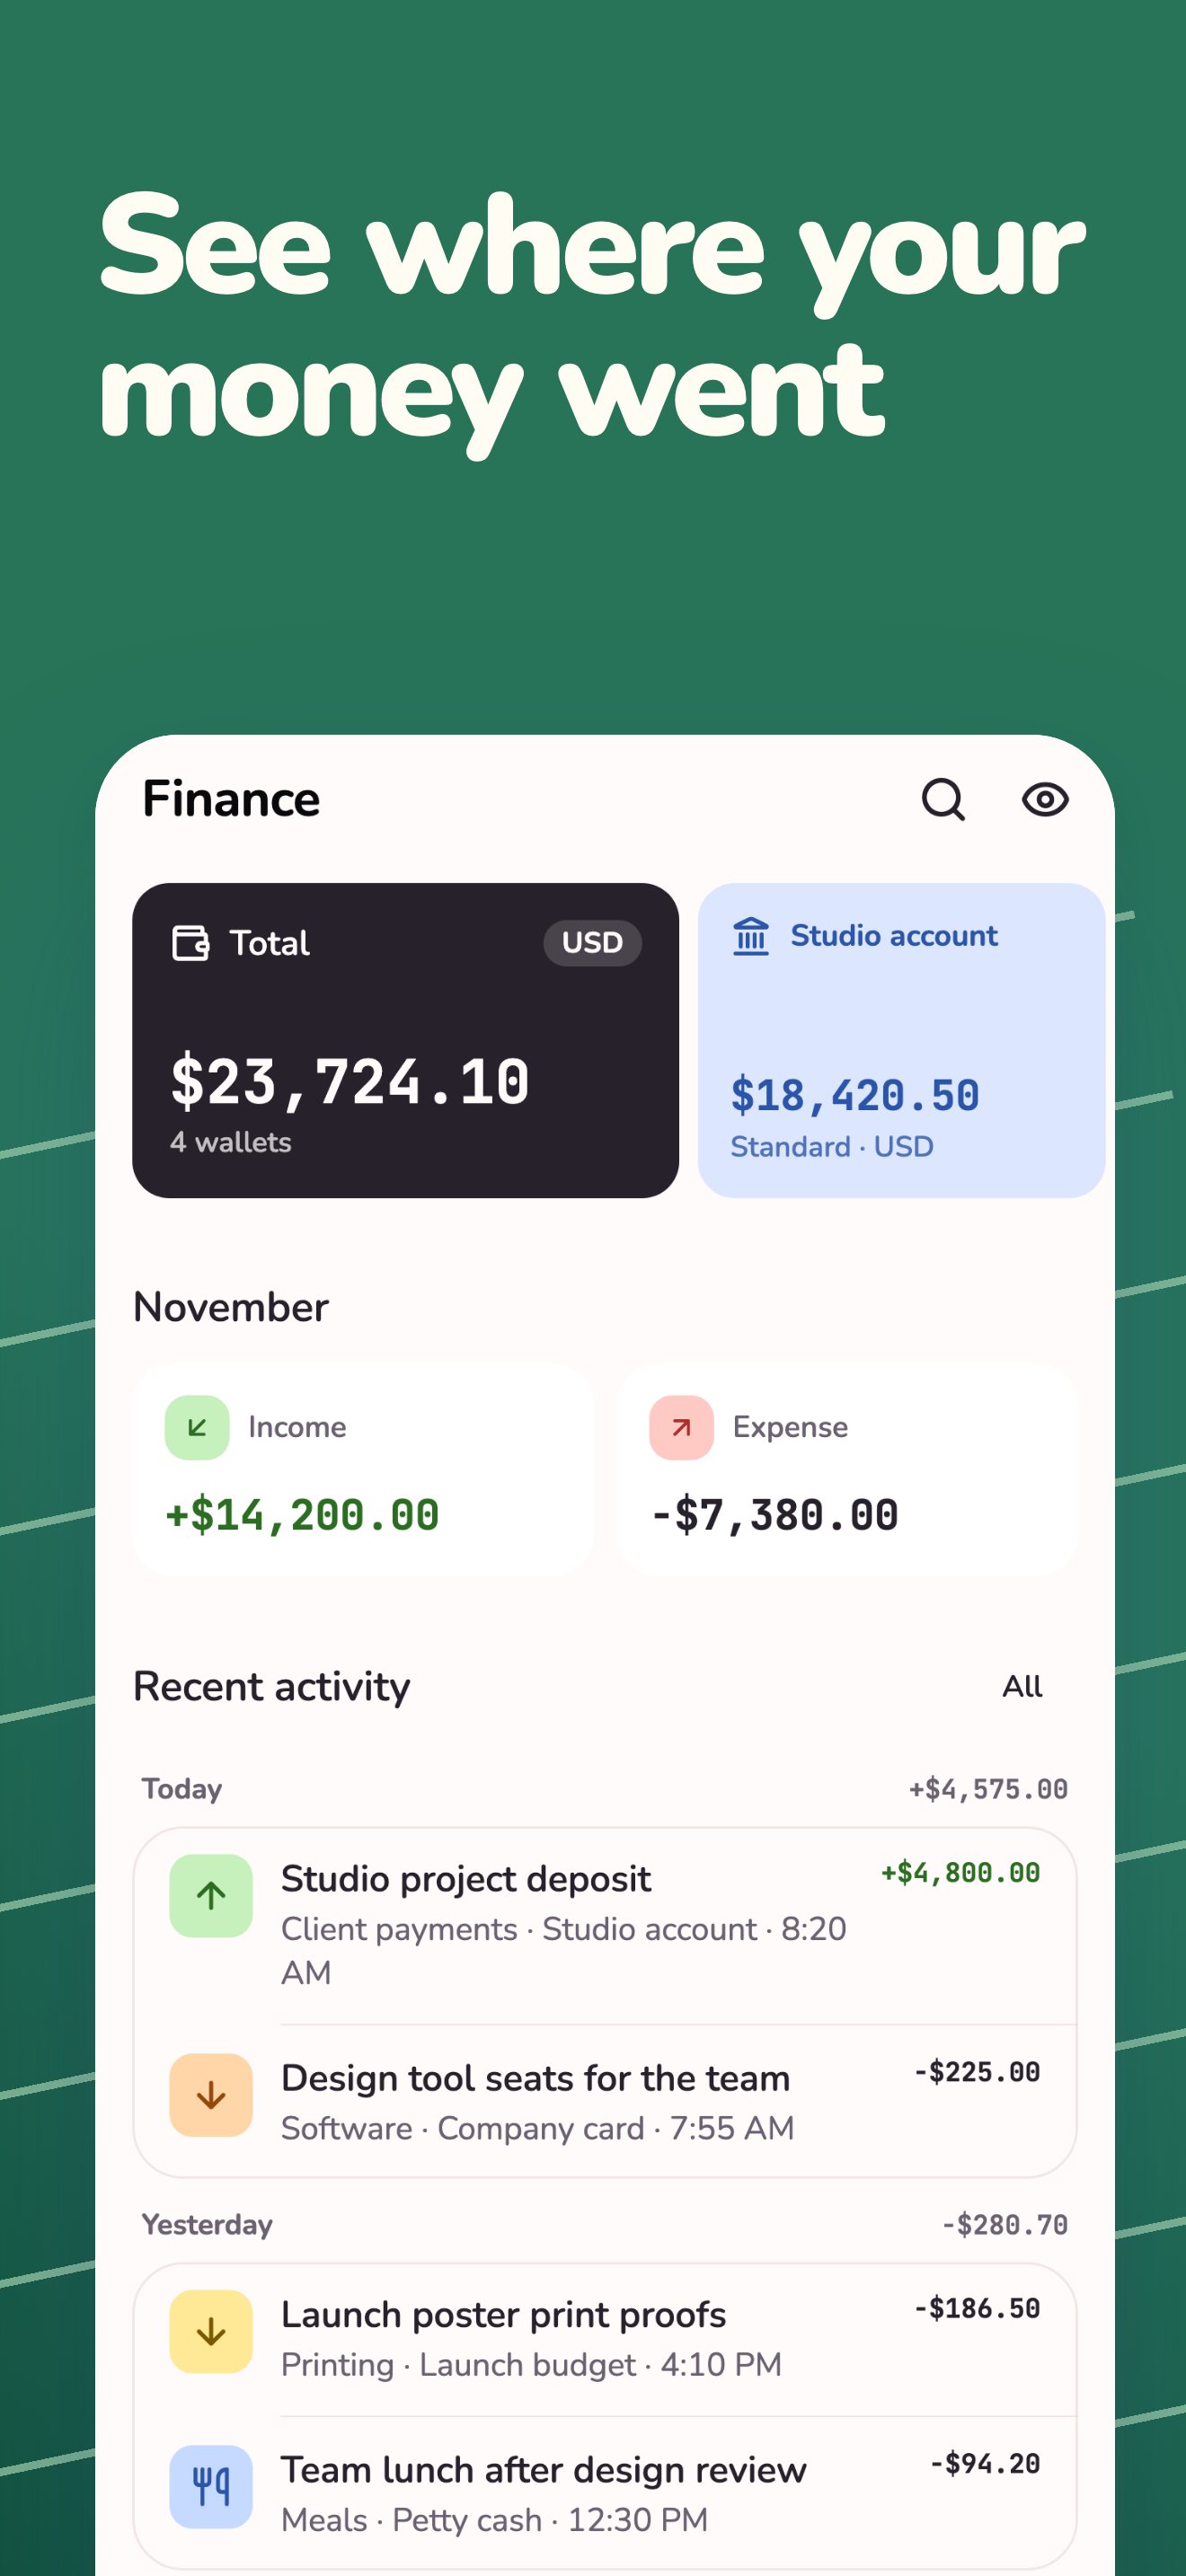 See where your
money went
Finance
Total
USD
$23,724.10
4 wallets
Studio account
$18,420.50
Standard · USD
November
Income
+$14,200.00
Expense
-$7,380.00
Recent activity
All
Today
+$4,575.00
Studio project deposit
+$4,800.00
Client payments · Studio account · 8:20
AM
Design tool seats for the team
-$225.00
Software · Company card · 7:55 AM
Yesterday
-$280.70
Launch poster print proofs
-$186.50
Printing · Launch budget · 4:10 PM
Team lunch after design review
-$94.20
Meals · Petty cash · 12:30 PM